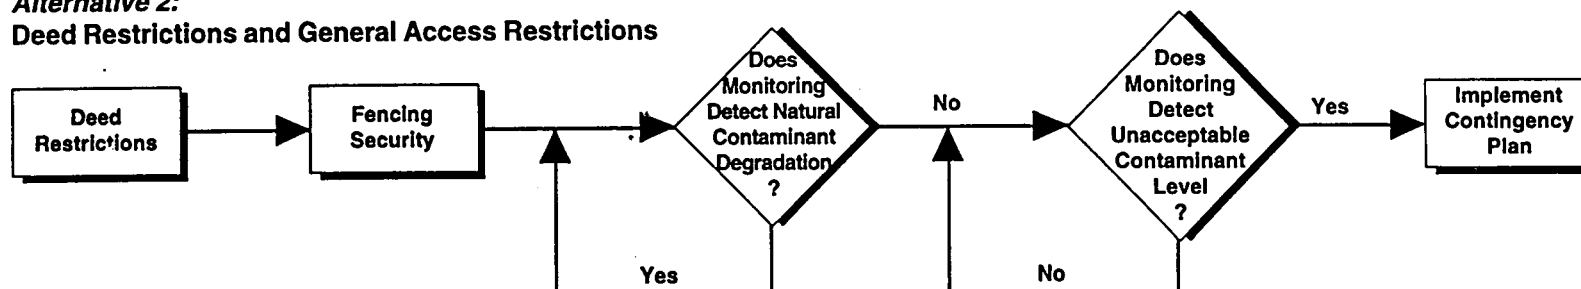 Alternative 2:
Deed Restrictions and General Access Restrictions
Deed
Restrictions
Fencing
Security
Does
Monitoring
Detect Natural
Contaminant
Degradation
?
No
Does
Monitoring
Detect
Unacceptable
Contaminant
Level
?
Yes
Implement
Contingency
Plan
Yes
No